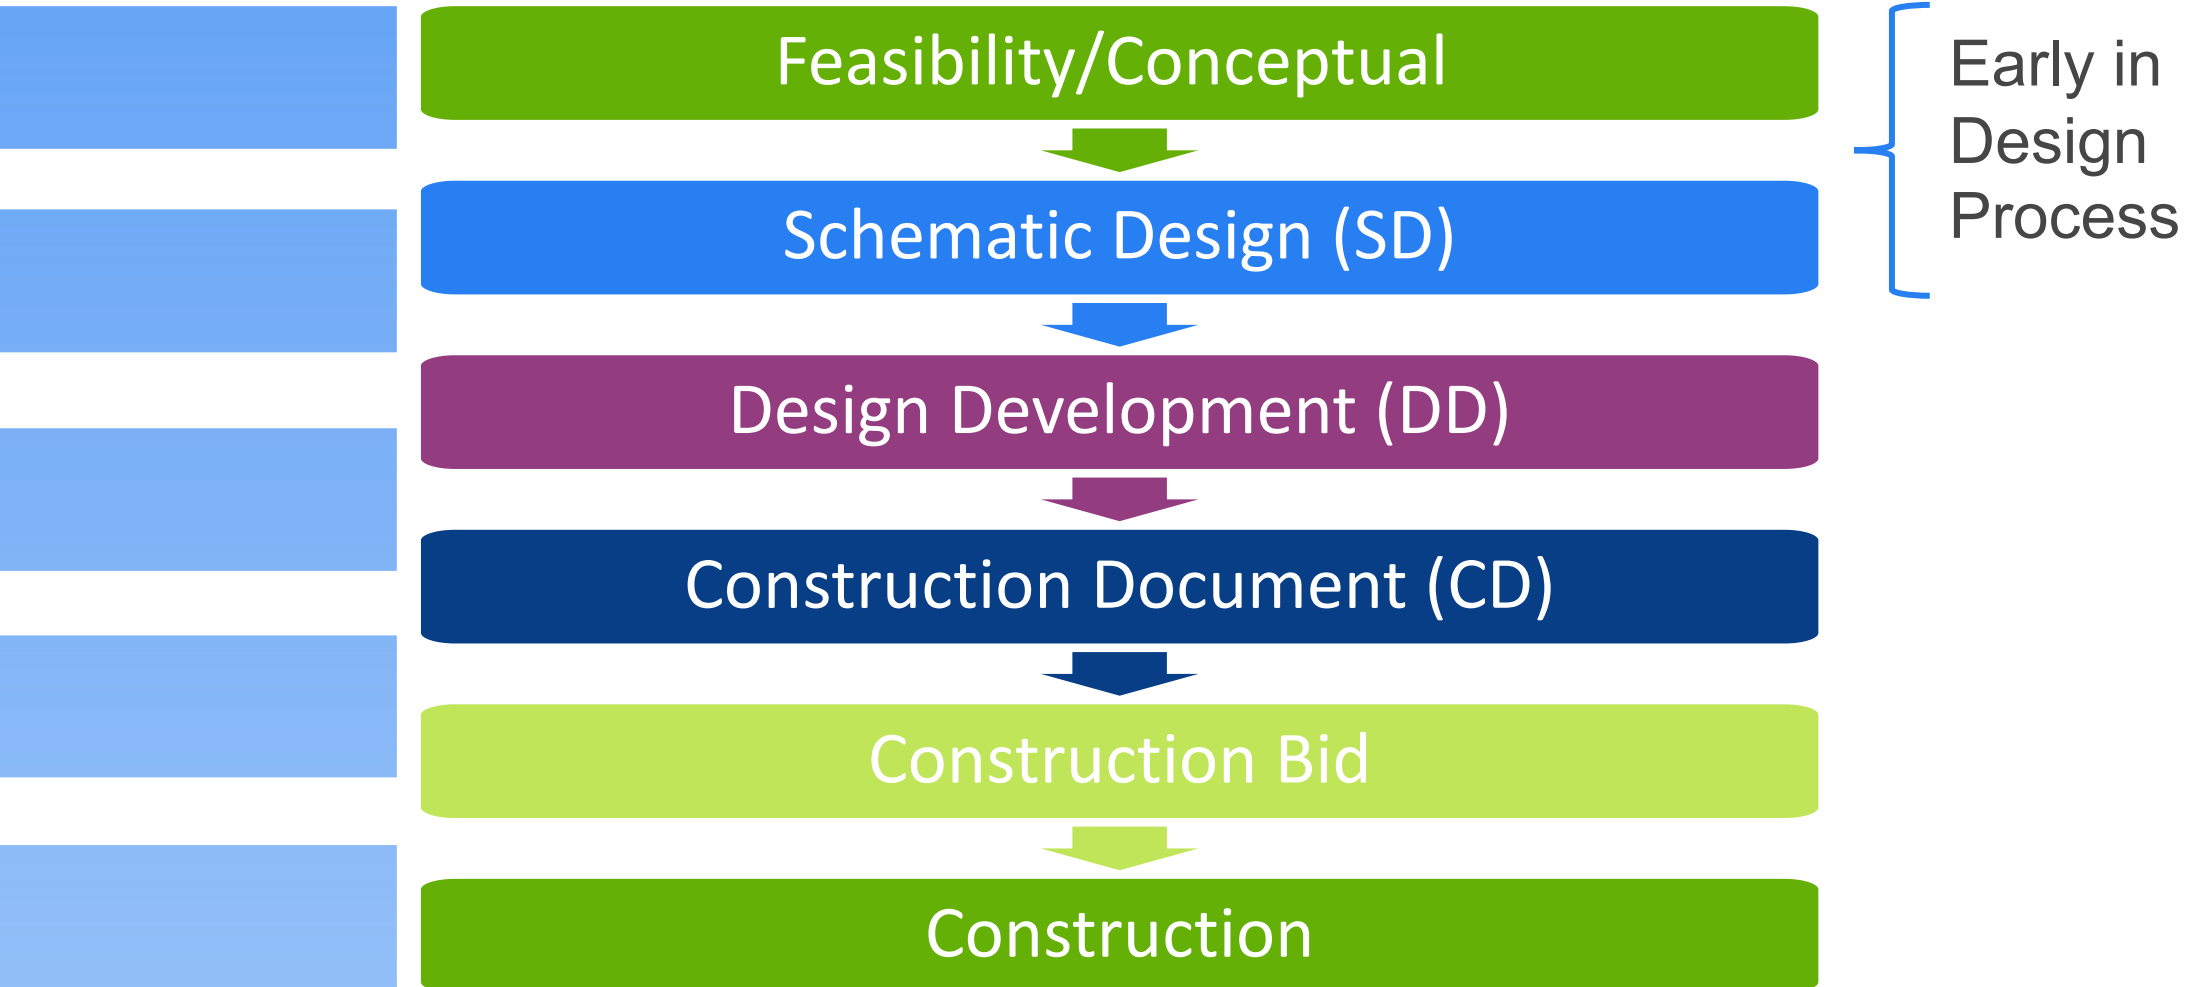 Feasibility/Conceptual
Early in
Design
Process
Schematic Design (SD)
Design Development (DD)
Construction Document (CD)
Construction Bid
Construction